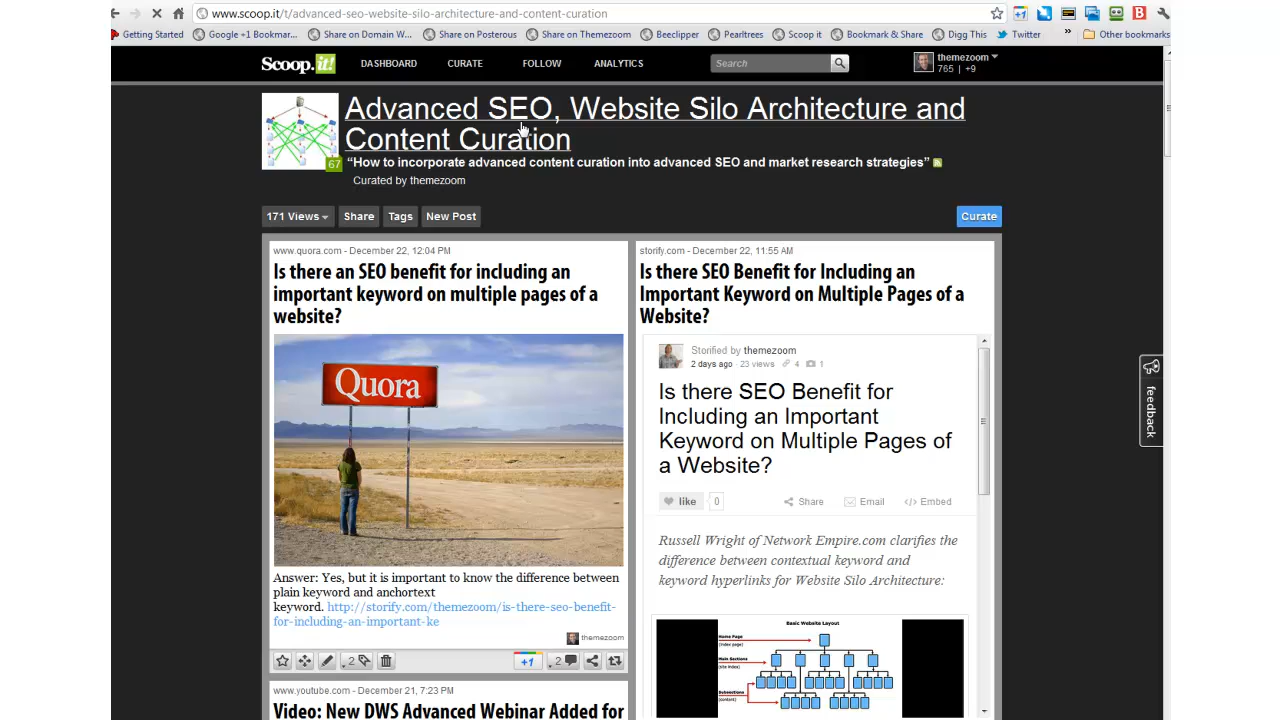 www.scoop.it/t/advanced-seo-website-silo-architecture-and-content-curation
Getting Started Google +1 Bookmar... Share on Domain W... Share on Posterous Share on Themezoom Beeclipper Pearltrees Scoop it Bookmark & Share Digg This Twitter » Other bookmarks
Scoop.it! DASHBOARD CURATE FOLLOW ANALYTICS Search themezoom
765 | +9
Advanced SEO, Website Silo Architecture and
Content Curation
67
“How to incorporate advanced content curation into advanced SEO and market research strategies”
Curated by themezoom
171 Views Share Tags New Post Curate
www.quora.com - December 22, 12:04 PM
Is there an SEO benefit for including an
important keyword on multiple pages of a
website?
Quora
Answer: Yes, but it is important to know the difference between
plain keyword and anchortext
keyword. http://storify.com/themezoom/is-there-seo-benefit-
for-including-an-important-ke
themezoom
2 +1 2
www.youtube.com - December 21, 7:23 PM
Video: New DWS Advanced Webinar Added for
storify.com - December 22, 11:55 AM
Is there SEO Benefit for Including an
Important Keyword on Multiple Pages of a
Website?
Storified by themezoom
2 days ago · 23 views 4 1
Is there SEO Benefit for
Including an Important
Keyword on Multiple Pages of
a Website?
like 0 Share Email </> Embed
Russell Wright of Network Empire.com clarifies the
difference between contextual keyword and
keyword hyperlinks for Website Silo Architecture:
Basic Website Layout
Home Page
(index page)
Main Sections
(site index)
Subsections
(content)
feedback